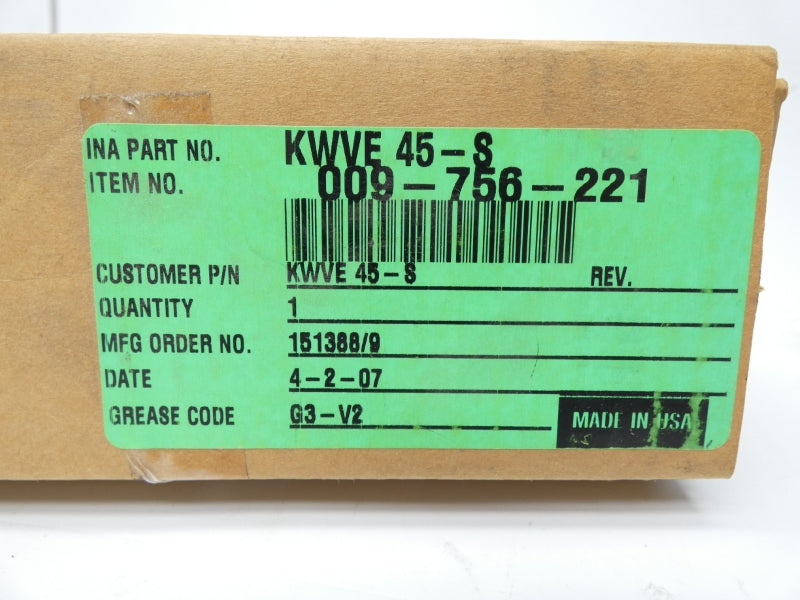 INA PART NO. KWVE 45-S
ITEM NO. 009-756-221
CUSTOMER P/N KWVE 45-S REV.
QUANTITY 1
MFG ORDER NO. 151388/9
DATE 4-2-07
GREASE CODE G3-V2
MADE IN USA